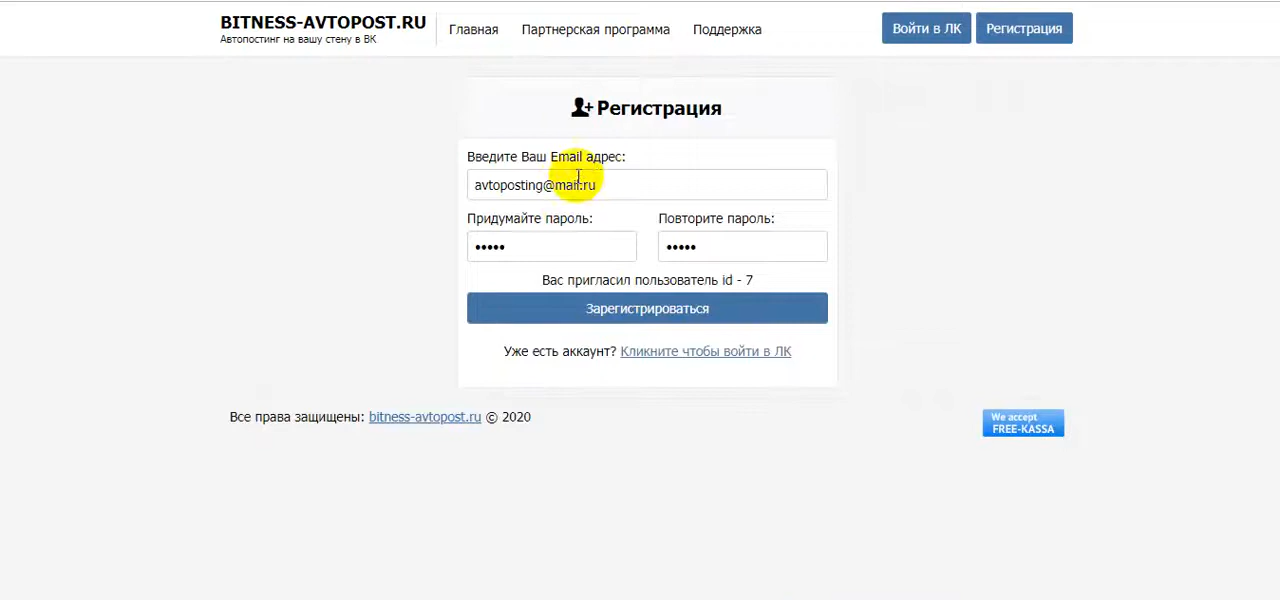 BITNESS-AVTOPOST.RU
Автопостинг на вашу стену в ВК
Главная Партнерская программа Поддержка
Войти в ЛК Регистрация
Регистрация
Введите Ваш Email адрес:
avtoposting@mail.ru
Придумайте пароль: Повторите пароль:
••••• •••••
Вас пригласил пользователь id - 7
Зарегистрироваться
Уже есть аккаунт? Кликните чтобы войти в ЛК
Все права защищены: bitness-avtopost.ru © 2020
We accept
FREE-KASSA